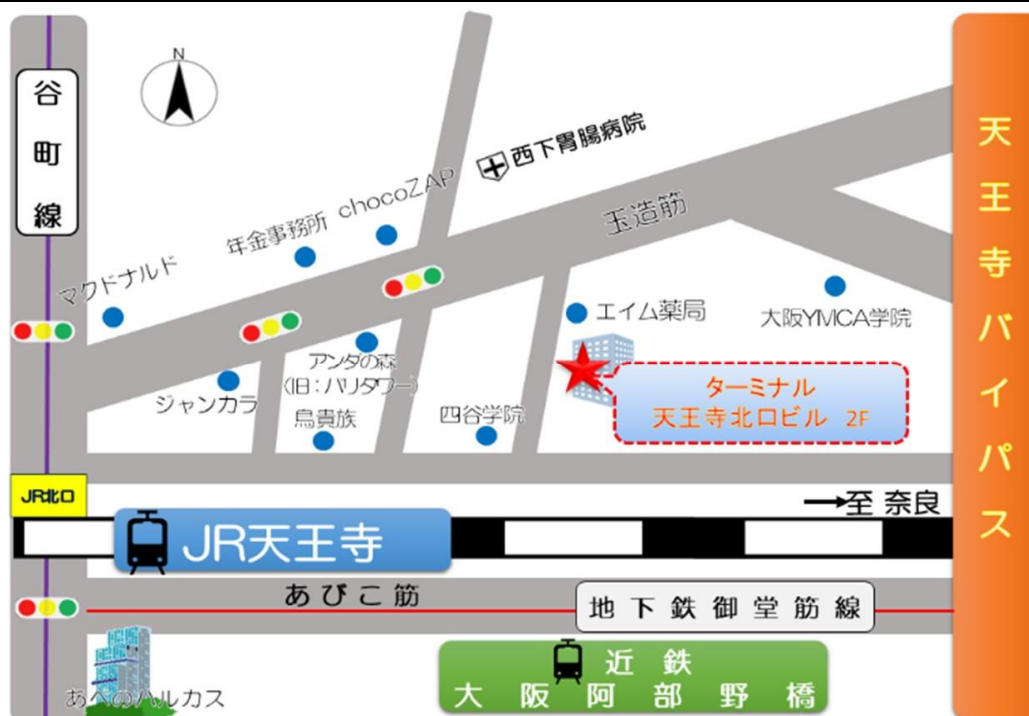 N
谷町線
西下胃腸病院
chocoZAP
年金事務所
玉造筋
マクドナルド
エイム薬局
大阪YMCA学院
アンダの森
(旧:ハリタワー)
ジャンカラ
鳥貴族
四谷学院
ターミナル
天王寺北口ビル 2F
天王寺バイパス
JR北口
→至 奈良
JR天王寺
あびこ筋
地下鉄御堂筋線
近鉄
大阪阿部野橋
あべのハルカス